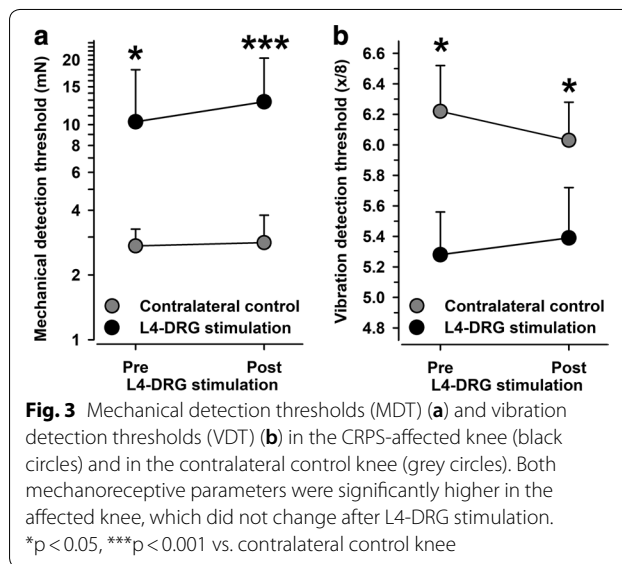 a
Mechanical detection threshold (mN)
20
15
10
8
6
4
2
1
*
***
Contralateral control
L4-DRG stimulation
Pre
Post
L4-DRG stimulation
b
Vibration detection threshold (x/8)
6.6
6.4
6.2
6.0
5.8
5.6
5.4
5.2
5.0
4.8
*
*
Contralateral control
L4-DRG stimulation
Pre
Post
L4-DRG stimulation
Fig. 3 Mechanical detection thresholds (MDT) (a) and vibration
detection thresholds (VDT) (b) in the CRPS-affected knee (black
circles) and in the contralateral control knee (grey circles). Both
mechanoreceptive parameters were significantly higher in the
affected knee, which did not change after L4-DRG stimulation.
*p < 0.05, ***p < 0.001 vs. contralateral control knee